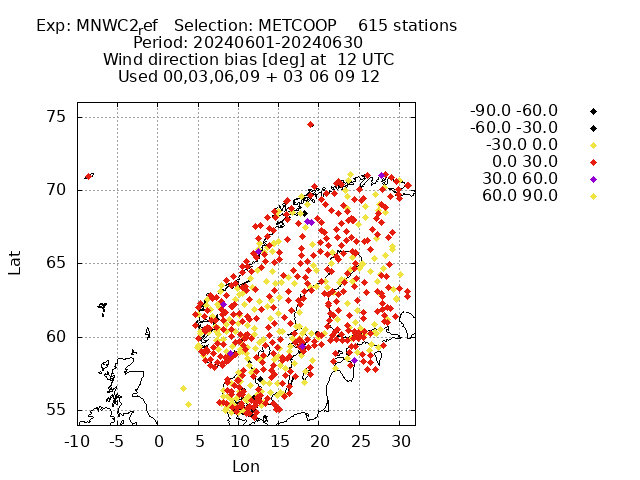 Exp: MNWC2ref   Selection: METCOOP    615 stations
Period: 20240601-20240630
Wind direction bias [deg] at  12 UTC
Used 00,03,06,09 + 03 06 09 12
-90.0 -60.0
-60.0 -30.0
-30.0 0.0
0.0 30.0
30.0 60.0
60.0 90.0
75
70
65
60
55
Lat
-10 -5 0 5 10 15 20 25 30
Lon